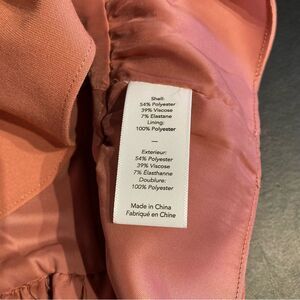 Shell:
54% Polyester
39% Viscose
7% Elastane
Lining:
100% Polyester
—
Exterieur:
54% Polyester
39% Viscose
7% Élasthanne
Doublure:
100% Polyester
Made in China
Fabriqué en Chine